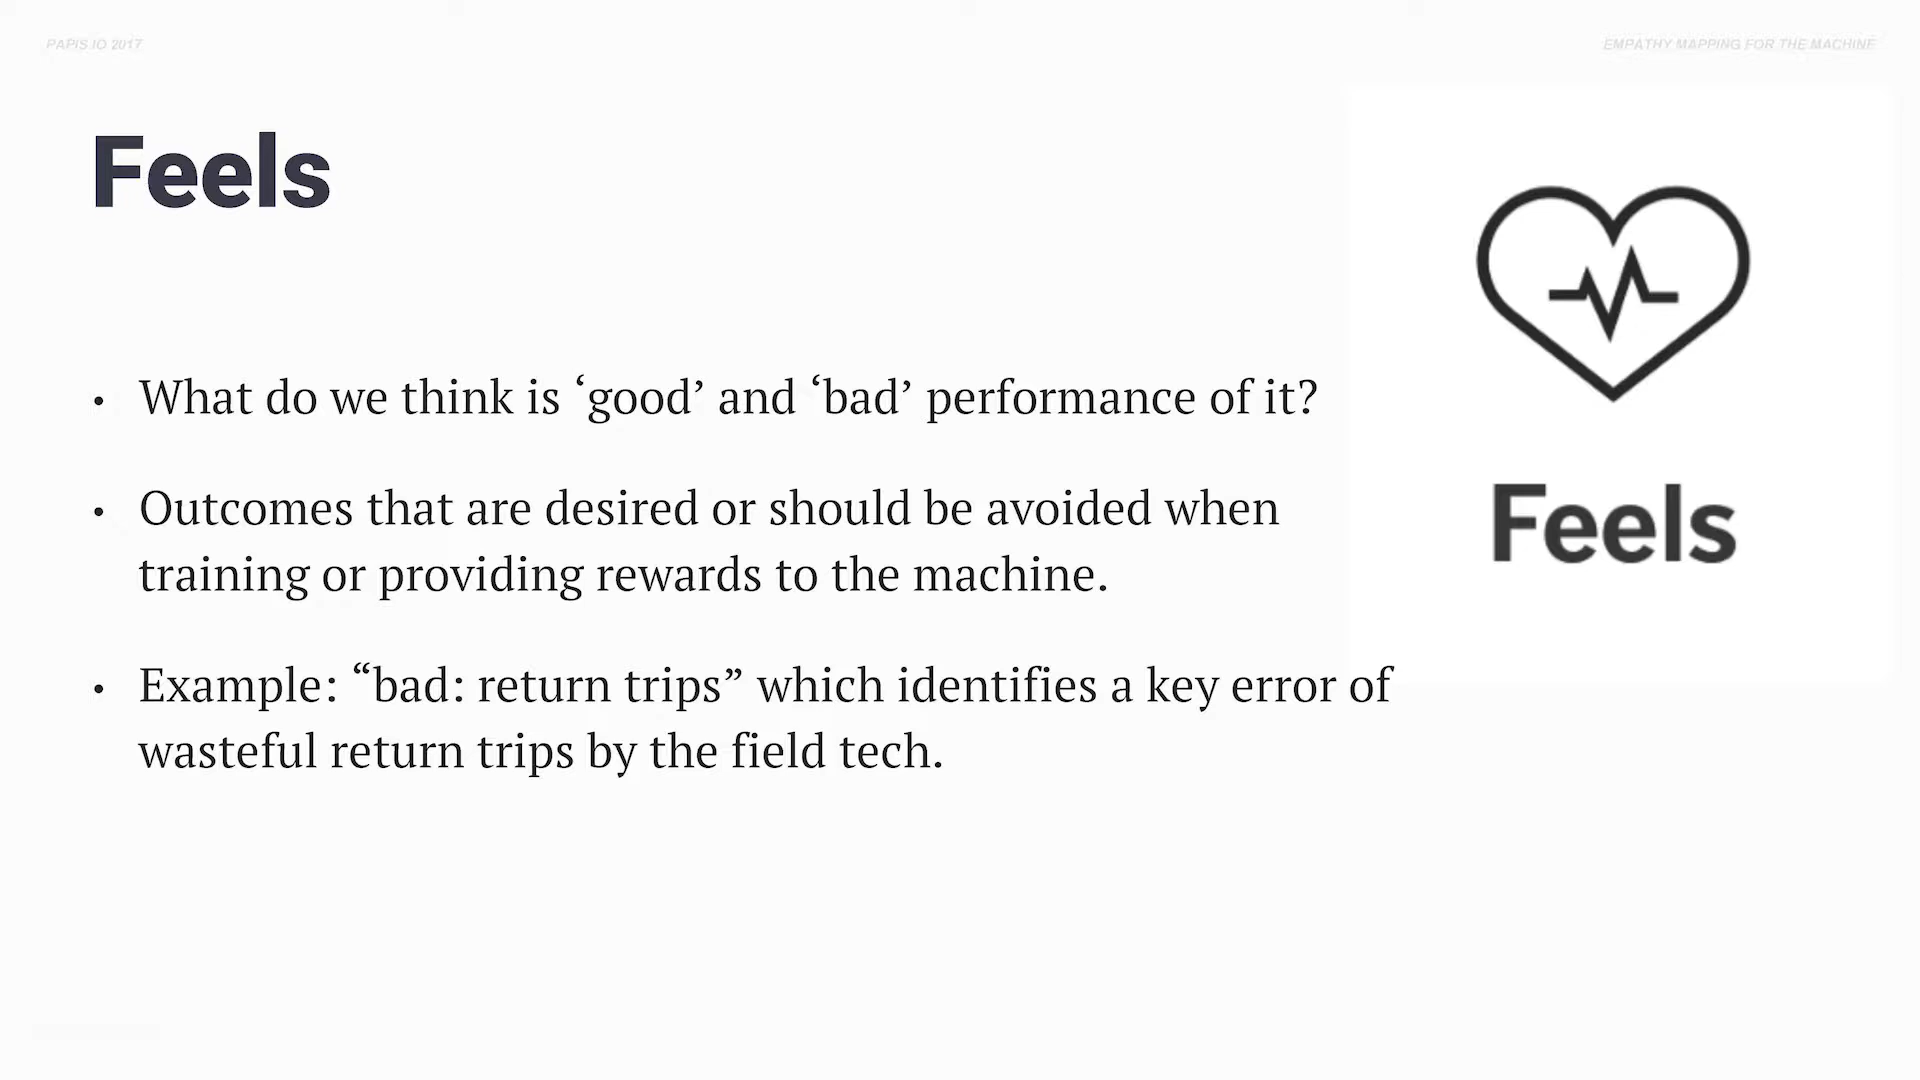 PAPIS IO 2017
EMPATHY MAPPING FOR THE MACHINE
Feels
• What do we think is ‘good’ and ‘bad’ performance of it?
• Outcomes that are desired or should be avoided when
training or providing rewards to the machine.
• Example: “bad: return trips” which identifies a key error of
wasteful return trips by the field tech.
Feels